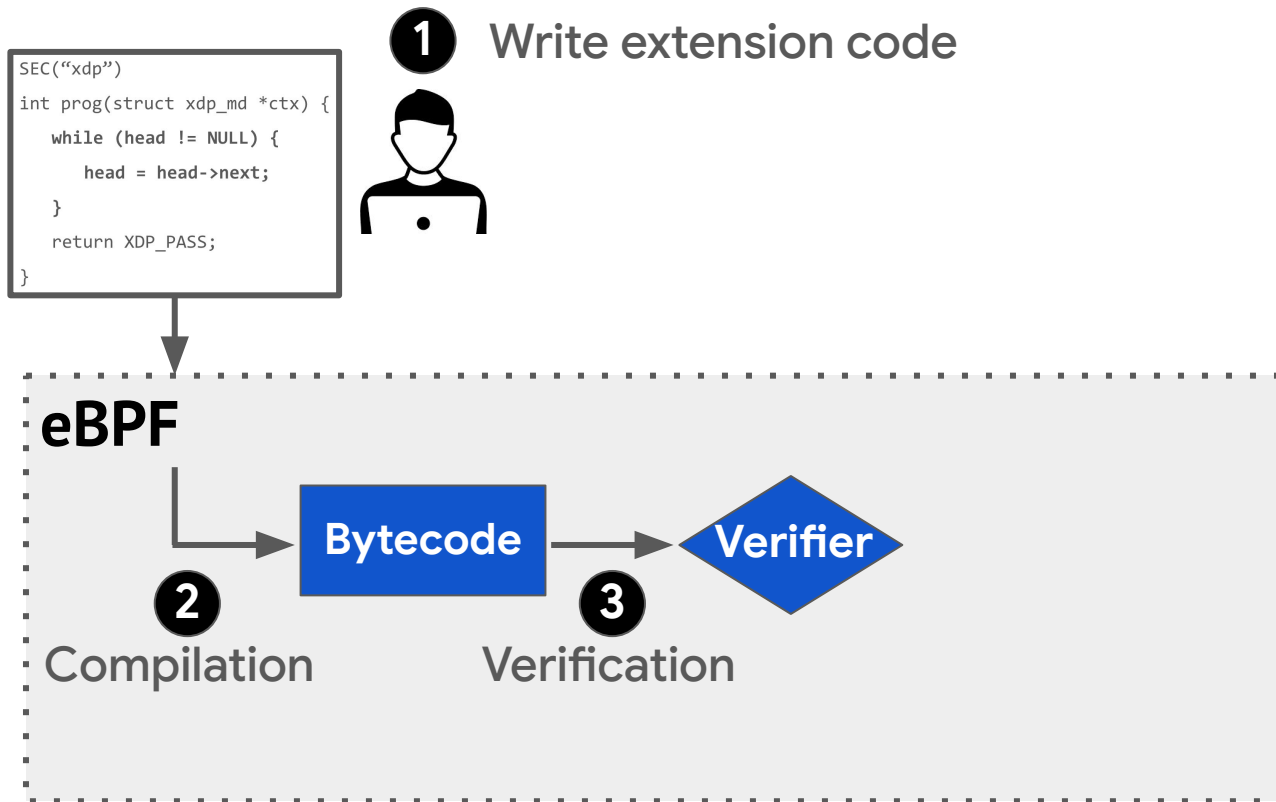 1 Write extension code
SEC(“xdp”)
int prog(struct xdp_md *ctx) {
while (head != NULL) {
head = head->next;
}
return XDP_PASS;
}
eBPF
Bytecode
Verifier
2
Compilation
3
Verification